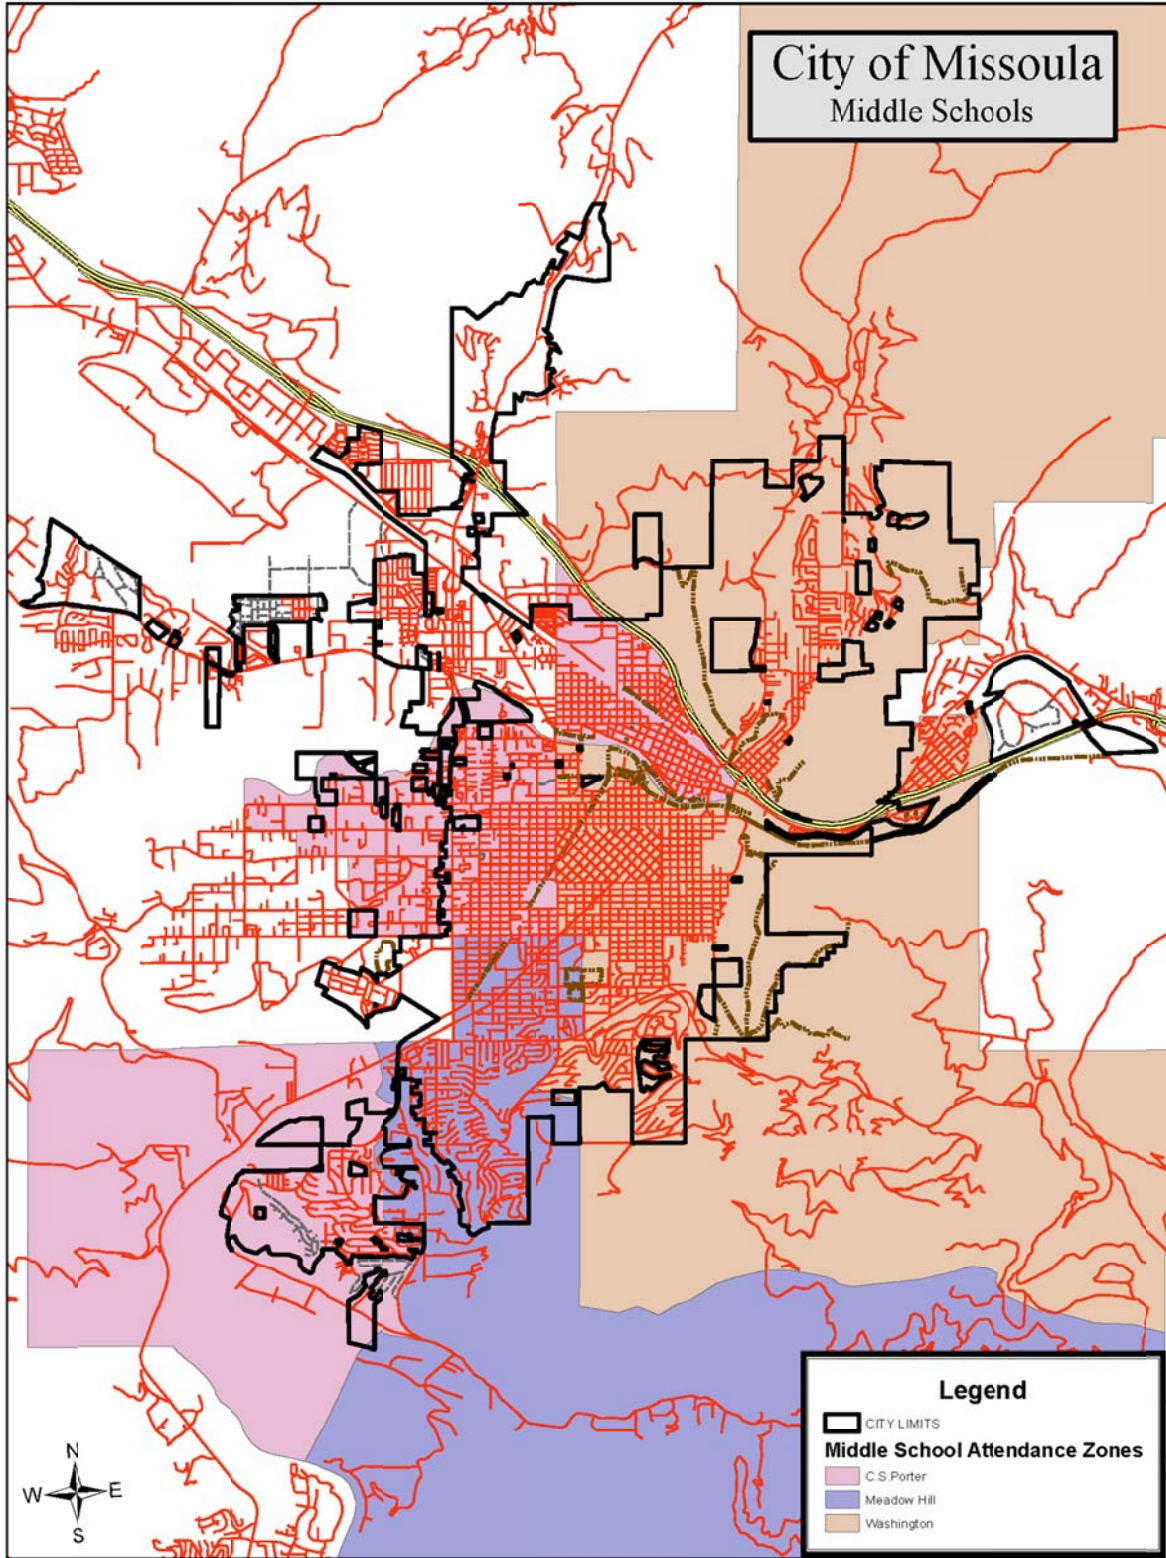 City of Missoula
Middle Schools
N
W E
S
Legend
CITY LIMITS
Middle School Attendance Zones
C.S.Porter
Meadow Hill
Washington